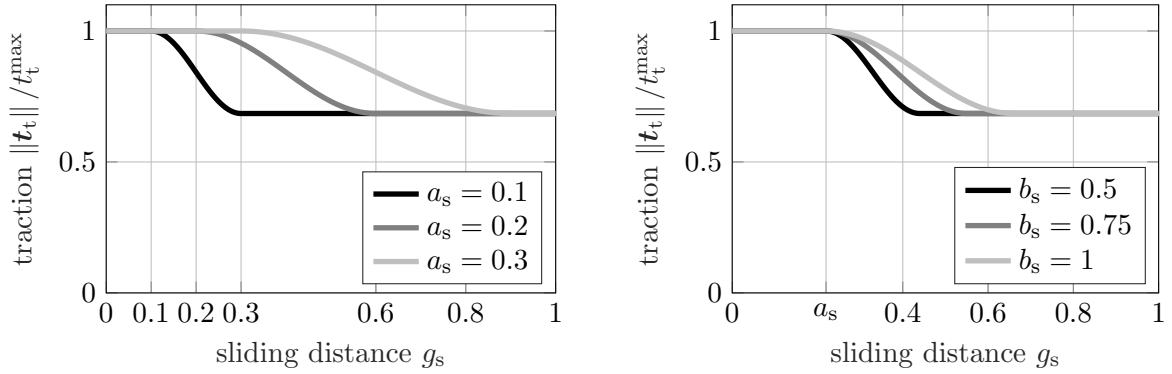 1
0.5
0
traction ||t_t|| / t_t^max
a_s = 0.1
a_s = 0.2
a_s = 0.3
0 0.1 0.2 0.3 0.6 0.8 1
sliding distance g_s
1
0.5
0
traction ||t_t|| / t_t^max
b_s = 0.5
b_s = 0.75
b_s = 1
0 a_s 0.4 0.6 0.8 1
sliding distance g_s